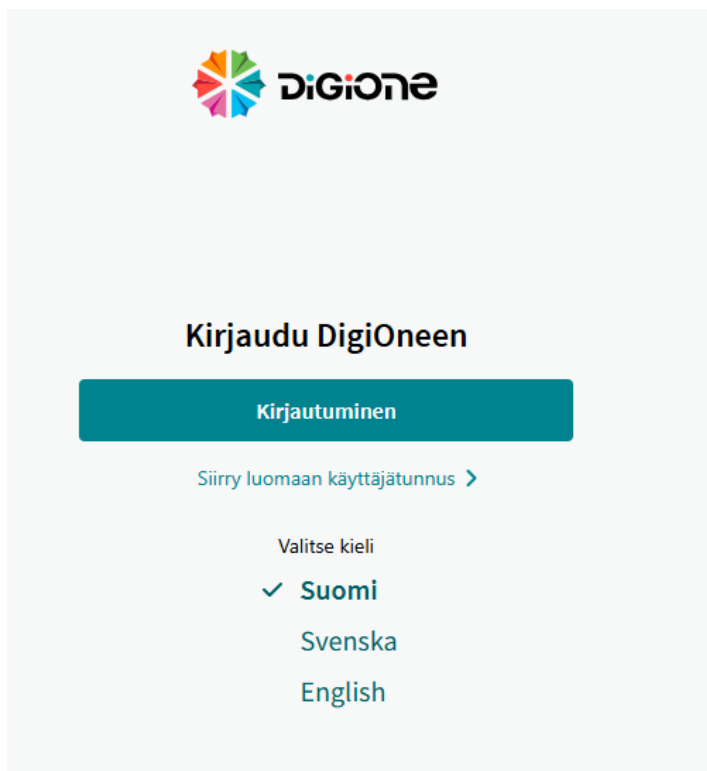 DiGiOne
Kirjaudu DigiOneen
Kirjautuminen
Siirry luomaan käyttäjätunnus
Valitse kieli
Suomi
Svenska
English